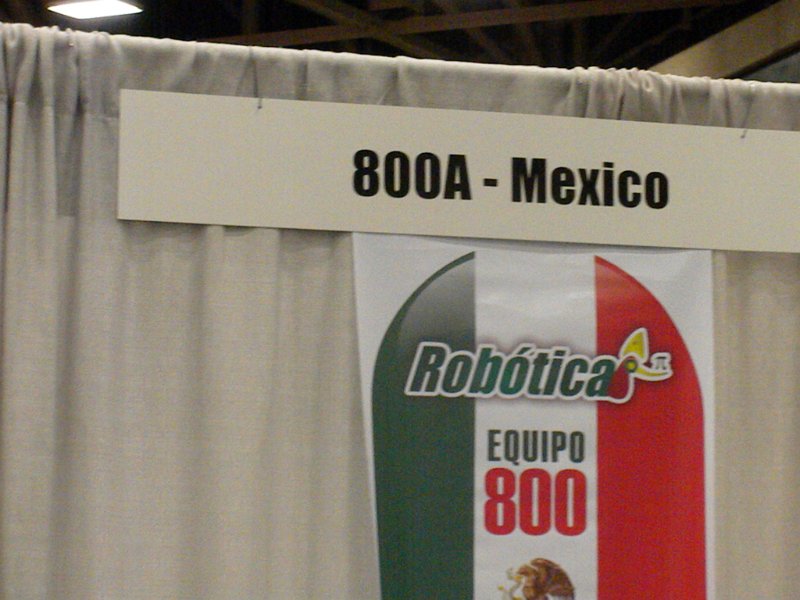 800A - Mexico
Robótica
π
EQUIPO
800